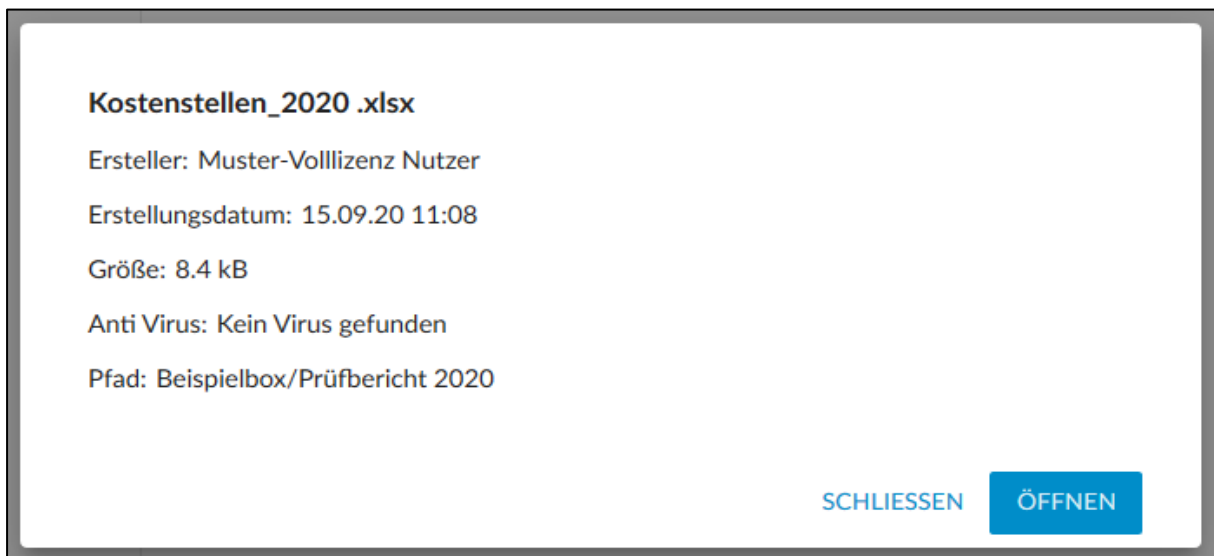 Kostenstellen_2020 .xlsx
Ersteller: Muster-Volllizenz Nutzer
Erstellungsdatum: 15.09.20 11:08
Größe: 8.4 kB
Anti Virus: Kein Virus gefunden
Pfad: Beispielbox/Prüfbericht 2020
SCHLIESSEN ÖFFNEN